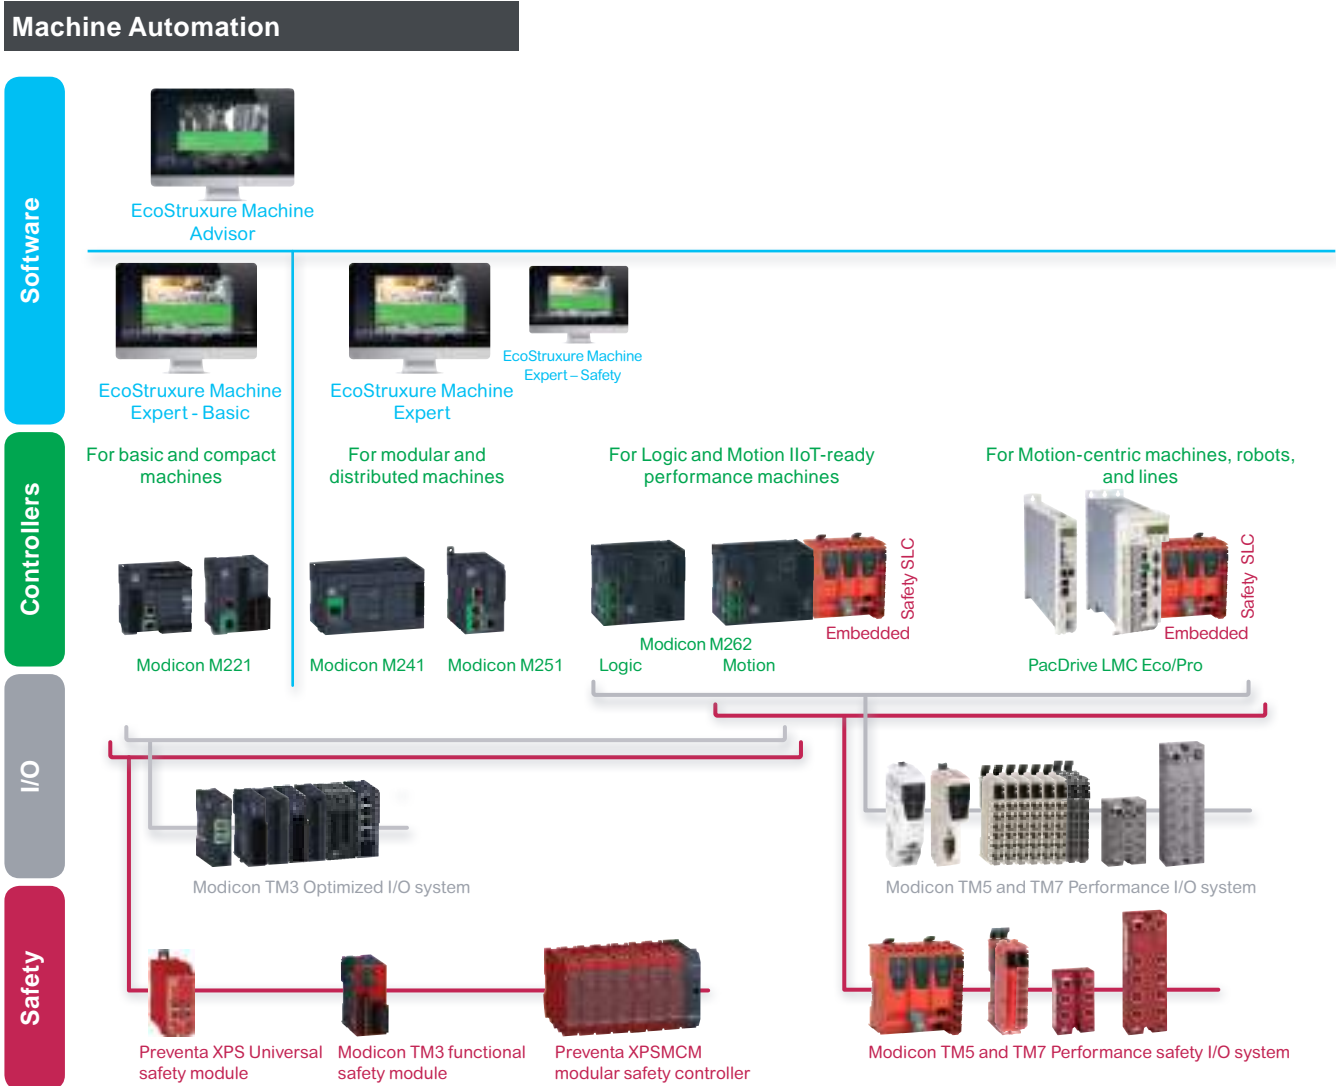 Machine Automation
Software
EcoStruxure Machine
Advisor
EcoStruxure Machine
Expert - Basic
EcoStruxure Machine
Expert
EcoStruxure Machine
Expert – Safety
Controllers
For basic and compact
machines
For modular and
distributed machines
For Logic and Motion IIoT-ready
performance machines
For Motion-centric machines, robots,
and lines
Modicon M221
Modicon M241
Modicon M251
Modicon M262
Logic
Motion
Embedded
Safety SLC
PacDrive LMC Eco/Pro
Embedded
Safety SLC
I/O
Modicon TM3 Optimized I/O system
Modicon TM5 and TM7 Performance I/O system
Safety
Preventa XPS Universal
safety module
Modicon TM3 functional
safety module
Preventa XPSMCM
modular safety controller
Modicon TM5 and TM7 Performance safety I/O system